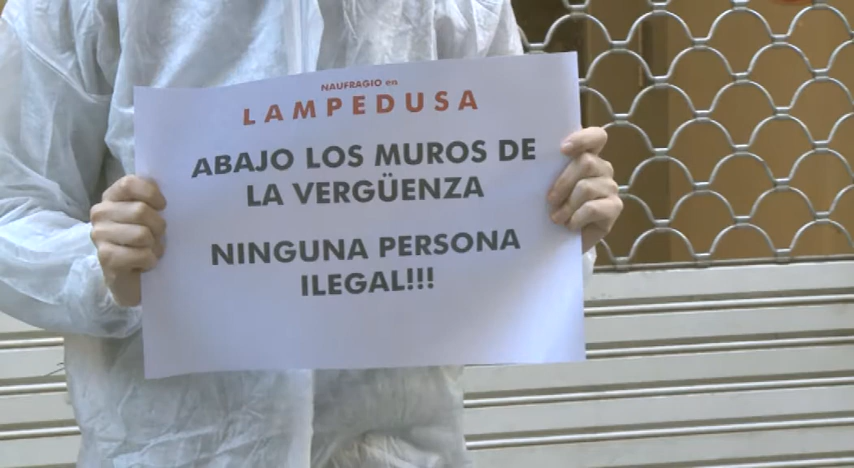 NAUFRAGIO en
LAMPEDUSA
ABAJO LOS MUROS DE
LA VERGÜENZA
NINGUNA PERSONA
ILEGAL!!!